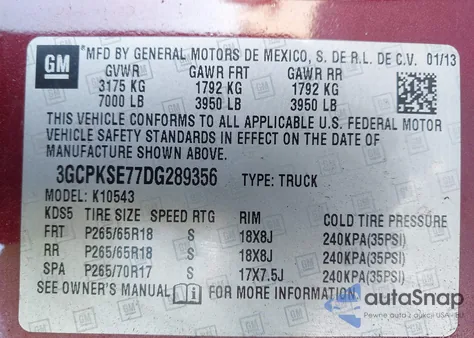 GM
*MFD BY GENERAL MOTORS DE MEXICO, S. DE R.L. DE C.V. 01/13
GVWR GAWR FRT GAWR RR
3175 KG 1792 KG 1792 KG
7000 LB 3950 LB 3950 LB
THIS VEHICLE CONFORMS TO ALL APPLICABLE U.S. FEDERAL MOTOR
VEHICLE SAFETY STANDARDS IN EFFECT ON THE DATE OF
MANUFACTURE SHOWN ABOVE.
3GCPKSE77DG289356 TYPE: TRUCK
MODEL: K10543
KDS5 TIRE SIZE SPEED RTG RIM COLD TIRE PRESSURE
FRT P265/65R18 S 18X8J 240KPA(35PSI)
RR P265/65R18 S 18X8J 240KPA(35PSI)
SPA P265/70R17 S 17X7.5J 240KPA(35PSI)
SEE OWNER'S MANUAL FOR MORE INFORMATION.
autoSnap
Pewne auta z aukcji z USA